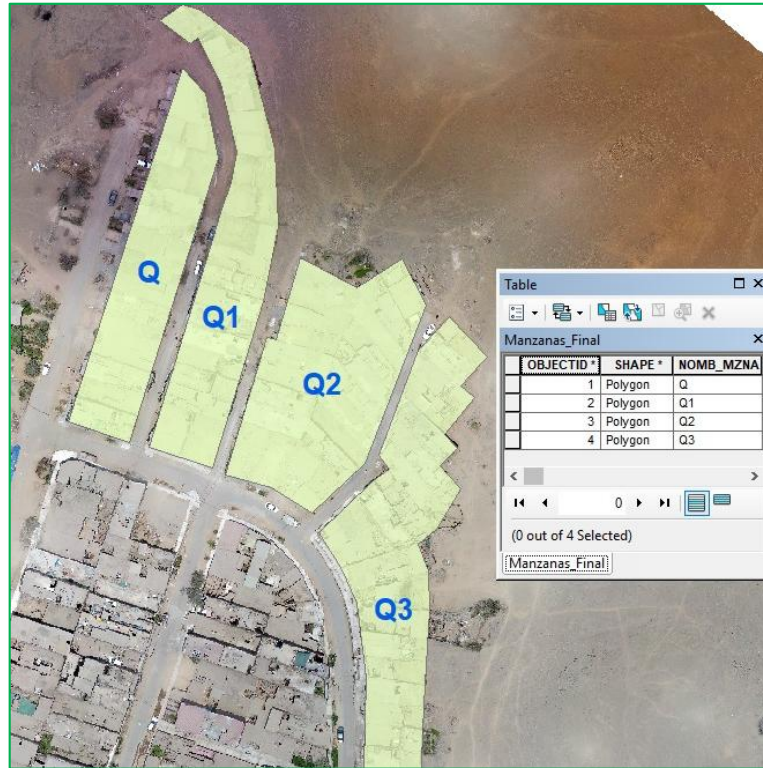 Q
Q1
Q2
Q3
Table
Manzanas_Final
OBJECTID * SHAPE * NOMB_MZNA
1 Polygon Q
2 Polygon Q1
3 Polygon Q2
4 Polygon Q3
0
(0 out of 4 Selected)
Manzanas_Final